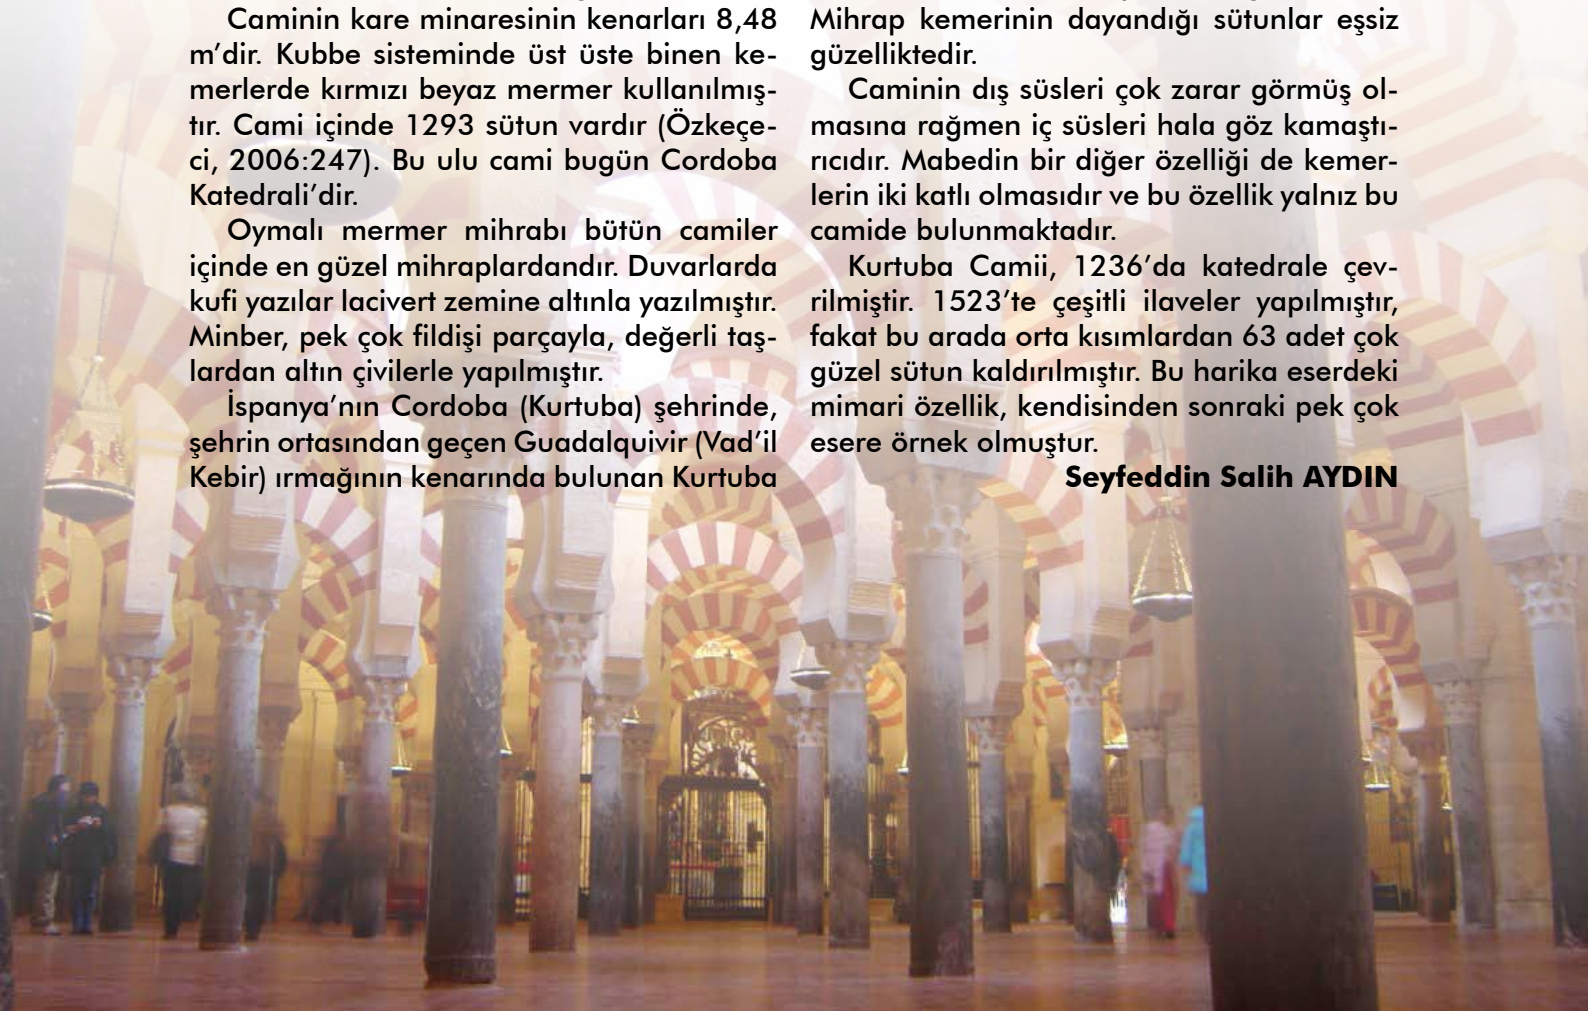 Caminin kare minaresinin kenarları 8,48
m’dir. Kubbe sisteminde üst üste binen ke-
merlerde kırmızı beyaz mermer kullanılmış-
tır. Cami içinde 1293 sütun vardır (Özkeçe-
ci, 2006:247). Bu ulu cami bugün Cordoba
Katedrali’dir.
Oymalı mermer mihrabı bütün camiler
içinde en güzel mihraplardandır. Duvarlarda
kufi yazılar lacivert zemine altınla yazılmıştır.
Minber, pek çok fildişi parçayla, değerli taş-
lardan altın çivilerle yapılmıştır.
İspanya’nın Cordoba (Kurtuba) şehrinde,
şehrin ortasından geçen Guadalquivir (Vad’il
Kebir) ırmağının kenarında bulunan Kurtuba
Mihrap kemerinin dayandığı sütunlar eşsiz
güzelliktedir.
Caminin dış süsleri çok zarar görmüş ol-
masına rağmen iç süsleri hala göz kamaştı-
rıcıdır. Mabedin bir diğer özelliği de kemer-
lerin iki katlı olmasıdır ve bu özellik yalnız bu
camide bulunmaktadır.
Kurtuba Camii, 1236’da katedrale çev-
rilmiştir. 1523’te çeşitli ilaveler yapılmıştır,
fakat bu arada orta kısımlardan 63 adet çok
güzel sütun kaldırılmıştır. Bu harika eserdeki
mimari özellik, kendisinden sonraki pek çok
esere örnek olmuştur.
Seyfeddin Salih AYDIN